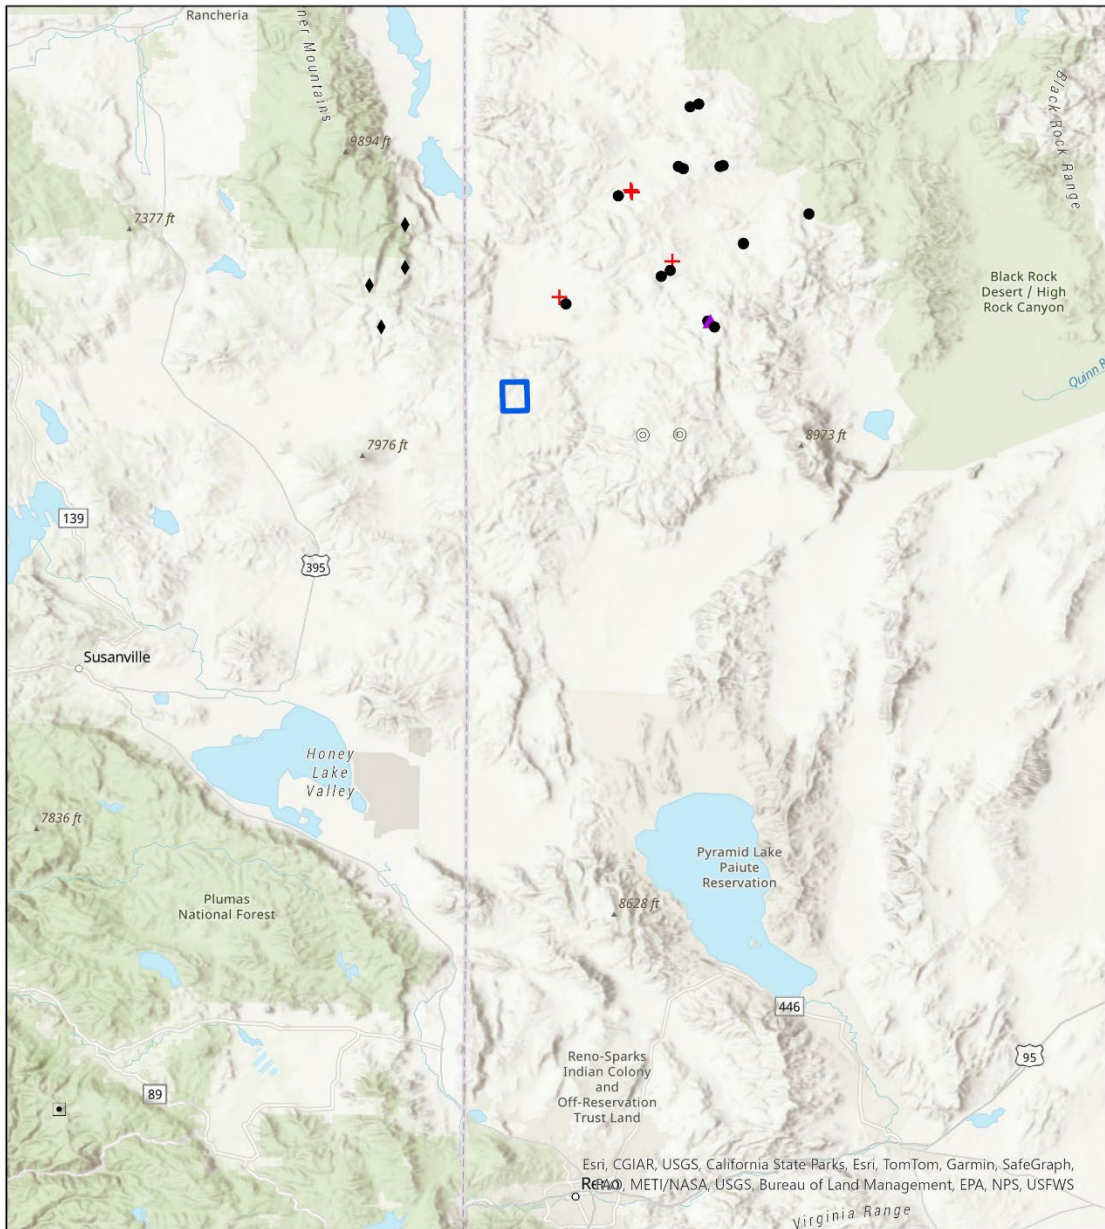 Rancheria
ner Mountains
Black Rock Range
9894 ft
7377 ft
Black Rock
Desert / High
Rock Canyon
Quinn R
8973 ft
7976 ft
139
395
Susanville
Honey
Lake
Valley
7836 ft
Pyramid Lake
Paiute
Reservation
Plumas
National Forest
8628 ft
446
95
Reno-Sparks
Indian Colony
and
Off-Reservation
Trust Land
89
Esri, CGIAR, USGS, California State Parks, Esri, TomTom, Garmin, SafeGraph,
FAO, METI/NASA, USGS, Bureau of Land Management, EPA, NPS, USFWS
Reno
Virginia Range